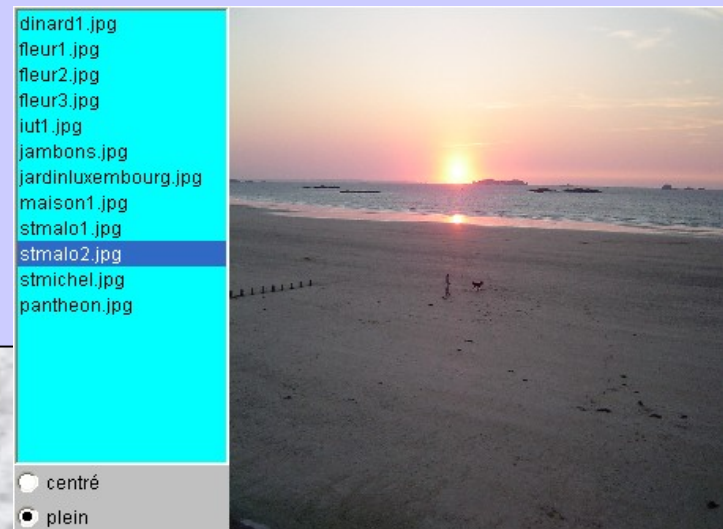 dinard1.jpg
fleur1.jpg
fleur2.jpg
fleur3.jpg
iut1.jpg
jambons.jpg
jardinluxembourg.jpg
maison1.jpg
stmalo1.jpg
stmalo2.jpg
stmichel.jpg
pantheon.jpg
centré
plein